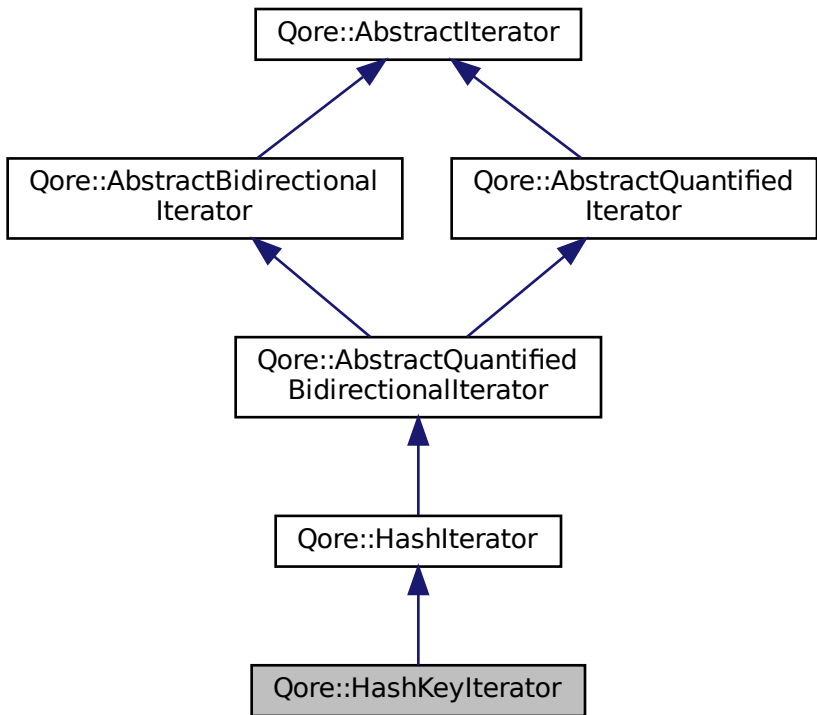 Qore::AbstractIterator
Qore::AbstractBidirectional
Iterator
Qore::AbstractQuantified
Iterator
Qore::AbstractQuantified
BidirectionalIterator
Qore::HashIterator
Qore::HashKeyIterator